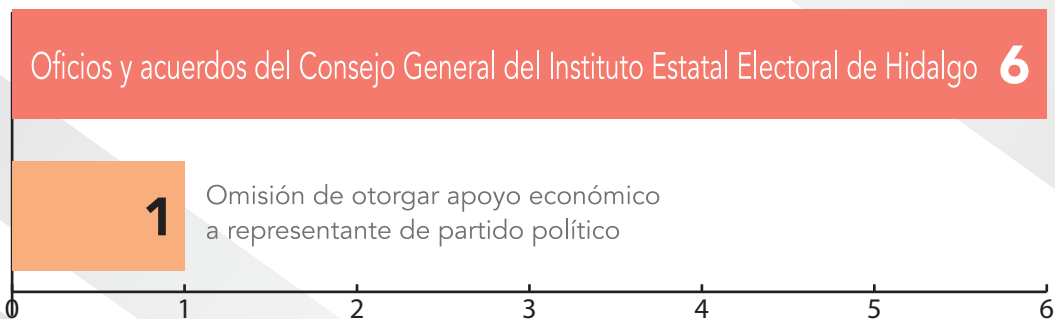 Oficios y acuerdos del Consejo General del Instituto Estatal Electoral de Hidalgo 6
1
Omisión de otorgar apoyo económico
a representante de partido político
0 1 2 3 4 5 6